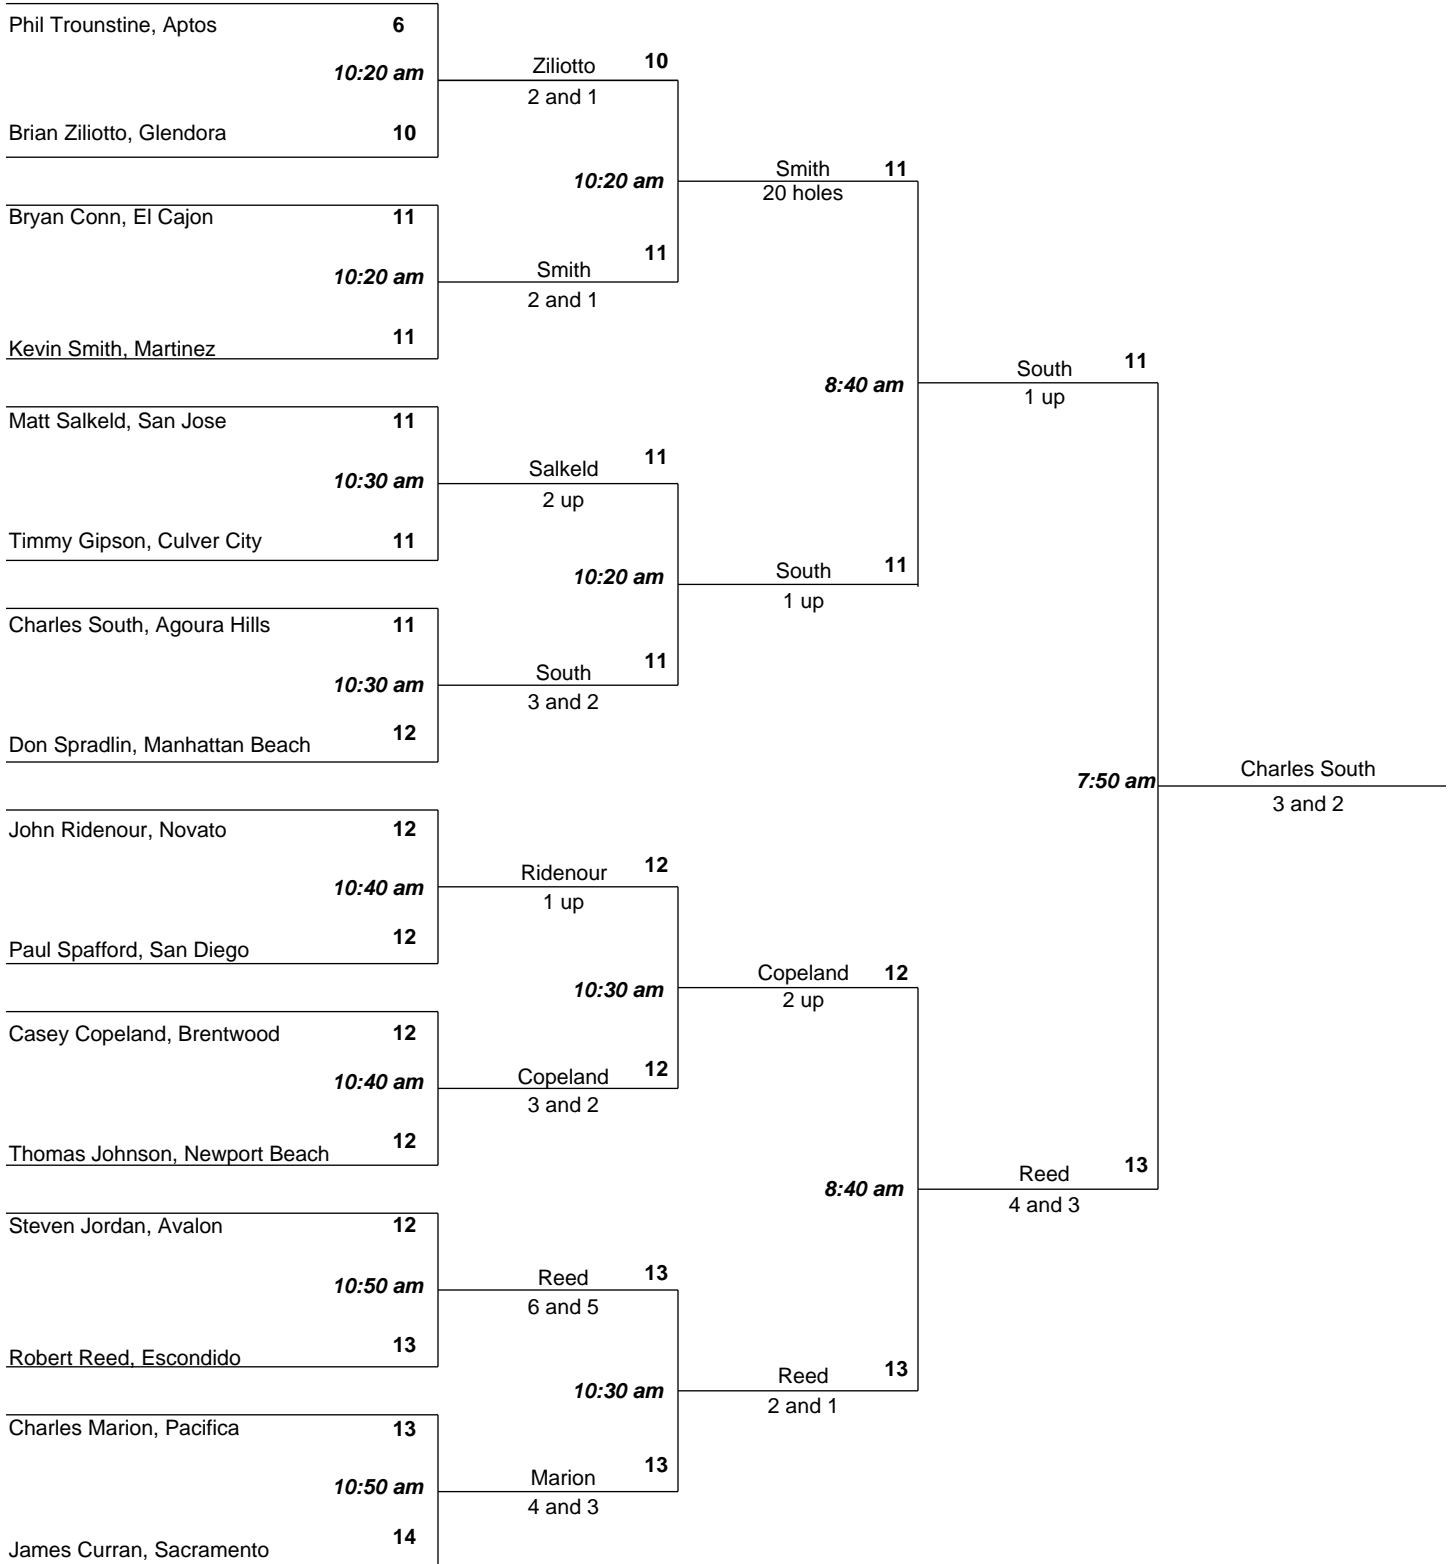 Phil Trounstine, Aptos 6
10:20 am
Ziliotto 10
2 and 1
Brian Ziliotto, Glendora 10
10:20 am
Smith 11
20 holes
Bryan Conn, El Cajon 11
10:20 am
Smith 11
2 and 1
Kevin Smith, Martinez 11
8:40 am
South 11
1 up
Matt Salkeld, San Jose 11
10:30 am
Salkeld 11
2 up
Timmy Gipson, Culver City 11
10:20 am
South 11
1 up
Charles South, Agoura Hills 11
10:30 am
South 11
3 and 2
Don Spradlin, Manhattan Beach 12
7:50 am
Charles South
3 and 2
John Ridenour, Novato 12
10:40 am
Ridenour 12
1 up
Paul Spafford, San Diego 12
10:30 am
Copeland 12
2 up
Casey Copeland, Brentwood 12
10:40 am
Copeland 12
3 and 2
Thomas Johnson, Newport Beach 12
8:40 am
Reed 13
4 and 3
Steven Jordan, Avalon 12
10:50 am
Reed 13
6 and 5
Robert Reed, Escondido 13
10:30 am
Reed 13
2 and 1
Charles Marion, Pacifica 13
10:50 am
Marion 13
4 and 3
James Curran, Sacramento 14